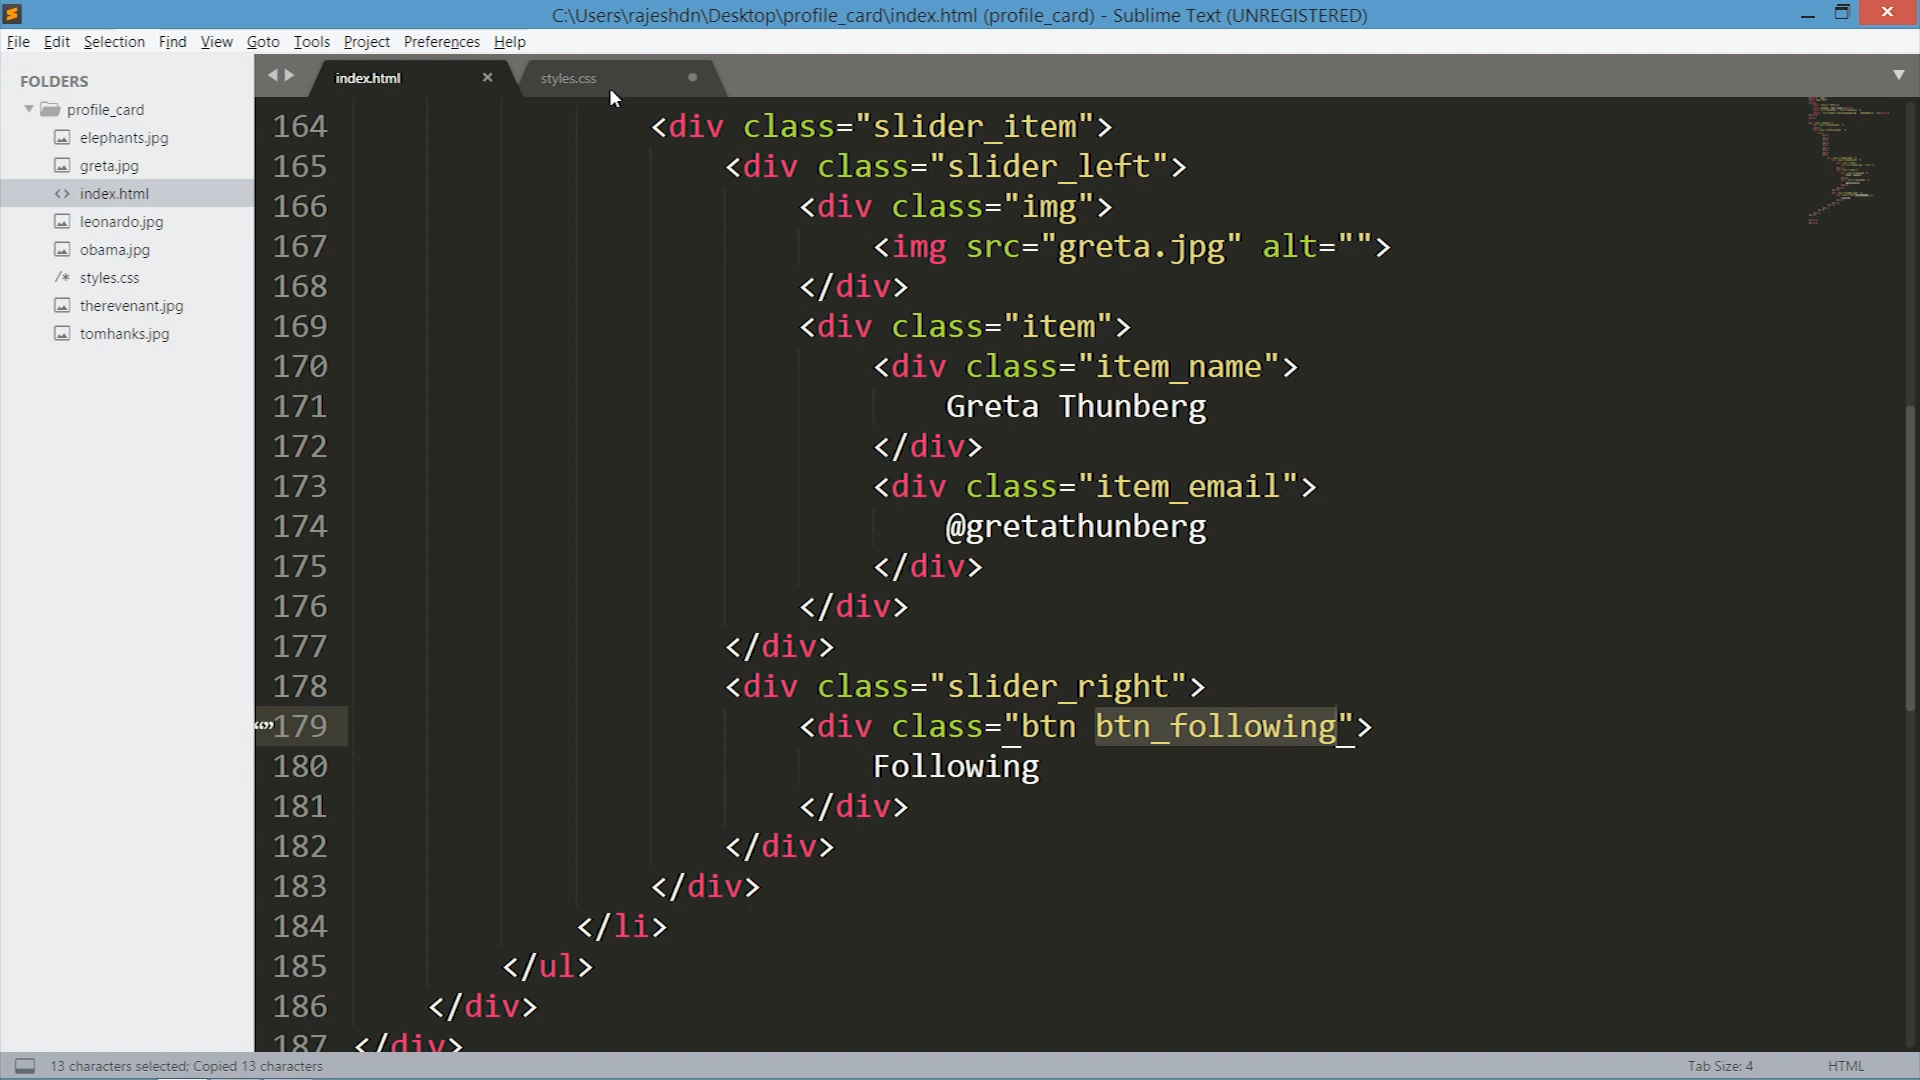 C:\Users\rajeshdn\Desktop\profile_card\index.html (profile_card) - Sublime Text (UNREGISTERED)
File Edit Selection Find View Goto Tools Project Preferences Help
FOLDERS
profile_card
elephants.jpg
greta.jpg
index.html
leonardo.jpg
obama.jpg
styles.css
therevenant.jpg
tomhanks.jpg
index.html styles.css
164 <div class="slider_item">
165 <div class="slider_left">
166 <div class="img">
167 <img src="greta.jpg" alt="">
168 </div>
169 <div class="item">
170 <div class="item_name">
171 Greta Thunberg
172 </div>
173 <div class="item_email">
174 @gretathunberg
175 </div>
176 </div>
177 </div>
178 <div class="slider_right">
179 <div class="btn btn_following">
180 Following
181 </div>
182 </div>
183 </div>
184 </li>
185 </ul>
186 </div>
187 </div>
13 characters selected; Copied 13 characters Tab Size: 4 HTML